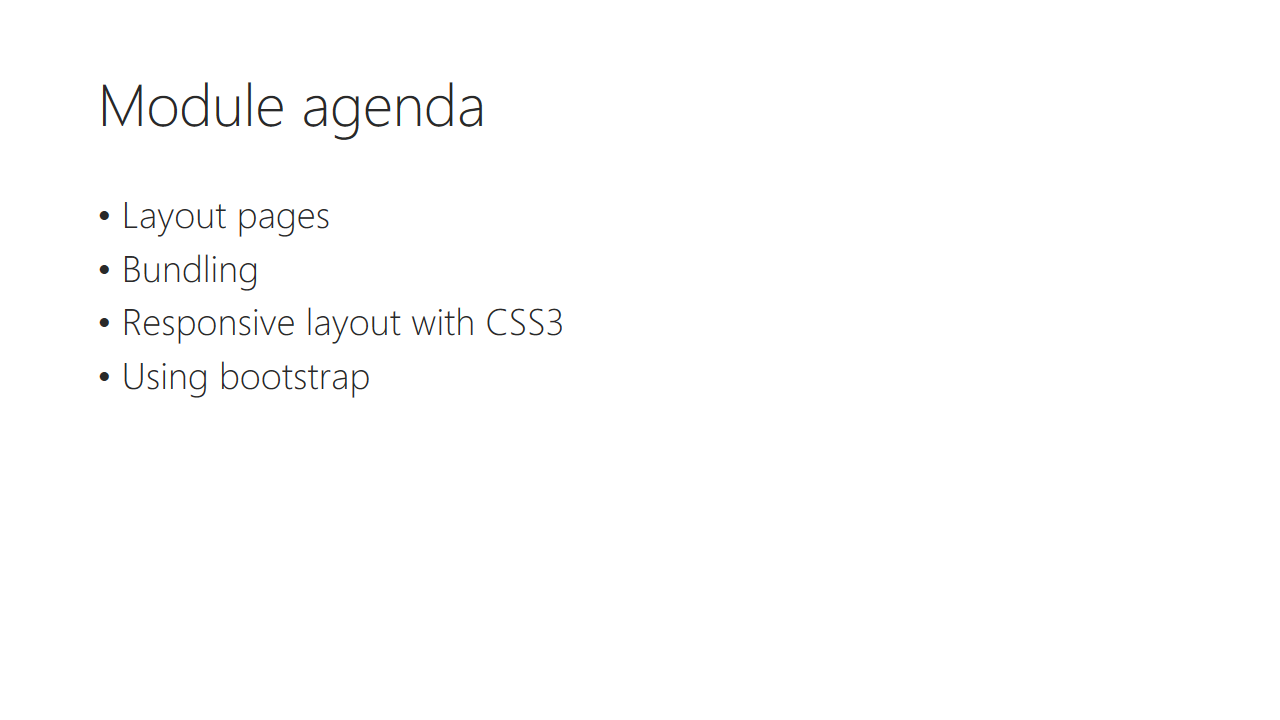 Module agenda
• Layout pages
• Bundling
• Responsive layout with CSS3
• Using bootstrap